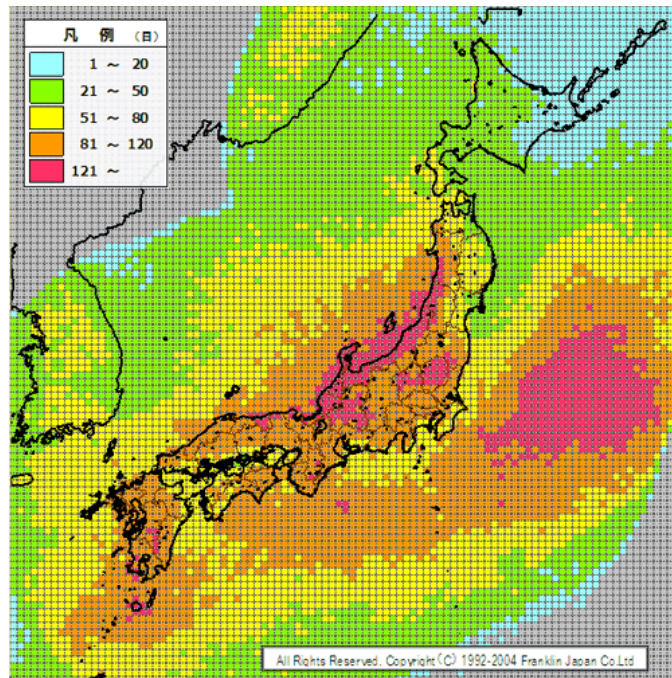 凡 例 (日)
1 ～ 20
21 ～ 50
51 ～ 80
81 ～ 120
121 ～
All Rights Reserved. Copyright (C) 1992-2004 Franklin Japan Co.Ltd